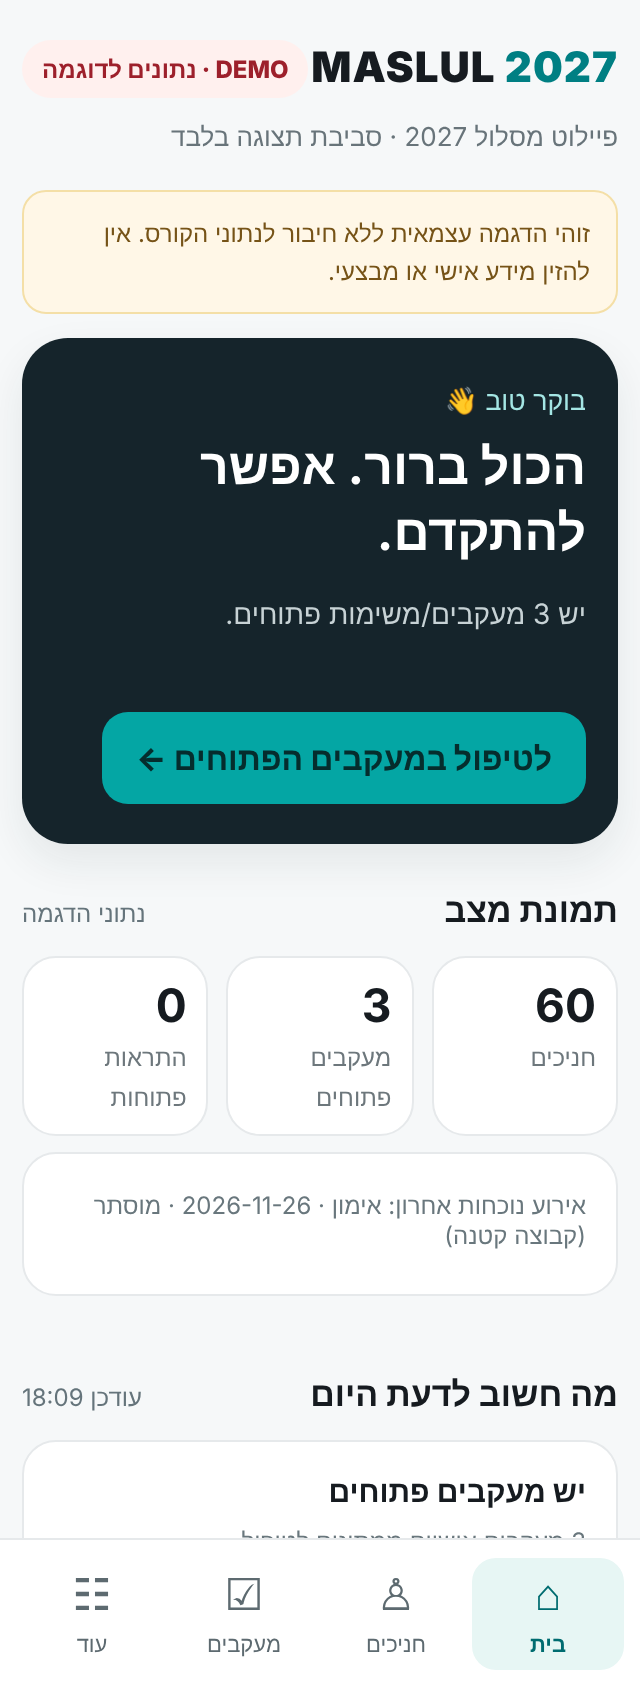 MASLUL 2027
DEMO · נתונים לדוגמה
פיילוט מסלול 2027 · סביבת תצוגה בלבד
זוהי הדגמה עצמאית ללא חיבור לנתוני הקורס. אין
להזין מידע אישי או מבצעי.
בוקר טוב 👋
הכול ברור. אפשר
להתקדם.
יש 3 מעקבים/משימות פתוחים.
לטיפול במעקבים הפתוחים ←
תמונת מצב
נתוני הדגמה
60
חניכים
3
מעקבים
פתוחים
0
התראות
פתוחות
אירוע נוכחות אחרון: אימון · 2026-11-26 · מוסתר
(קבוצה קטנה)
מה חשוב לדעת היום
עודכן 18:09
יש מעקבים פתוחים
בית
חניכים
מעקבים
עוד